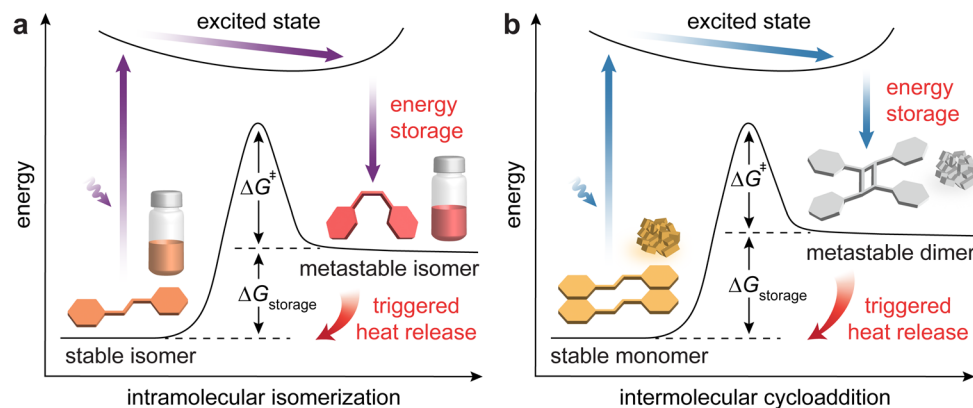 a
excited state
energy
storage
ΔG‡
metastable isomer
ΔGstorage
triggered
heat release
stable isomer
energy
intramolecular isomerization
b
excited state
energy
storage
ΔG‡
metastable dimer
ΔGstorage
triggered
heat release
stable monomer
energy
intermolecular cycloaddition